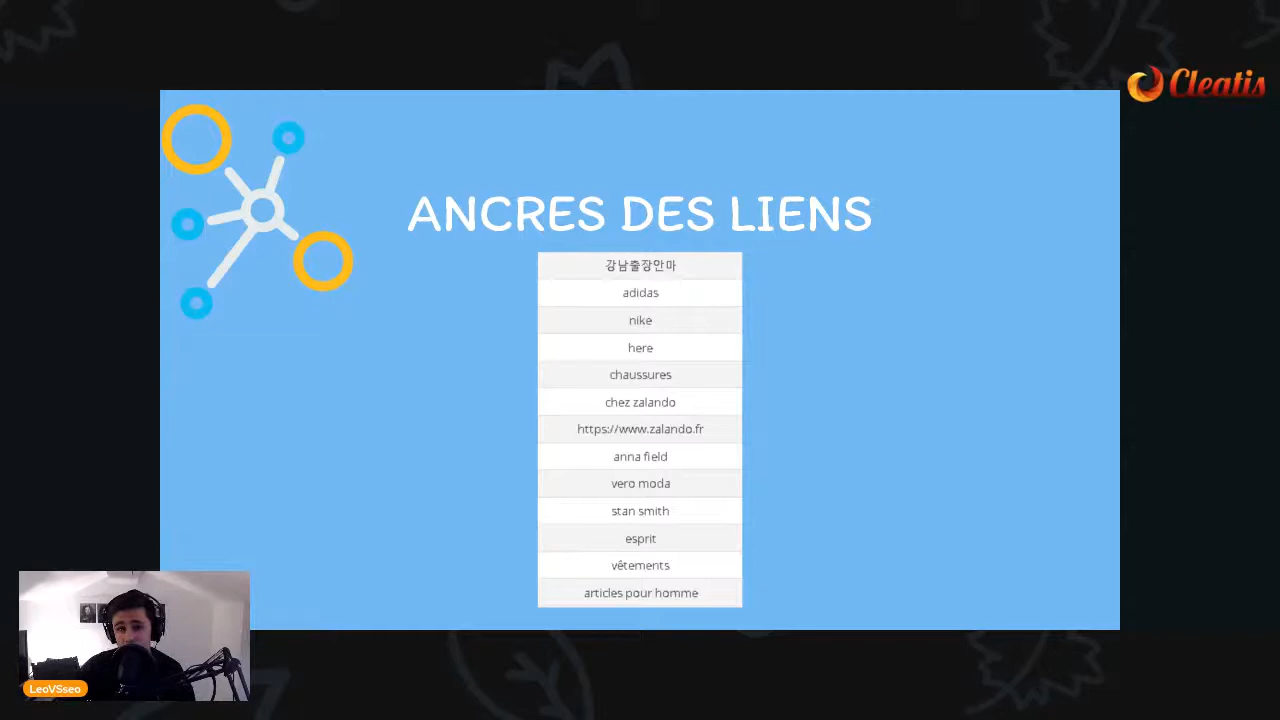 Cleatis
ANCRES DES LIENS
강남출장안마
adidas
nike
here
chaussures
chez zalando
https://www.zalando.fr
anna field
vero moda
stan smith
esprit
vêtements
articles pour homme
LeoVSseo